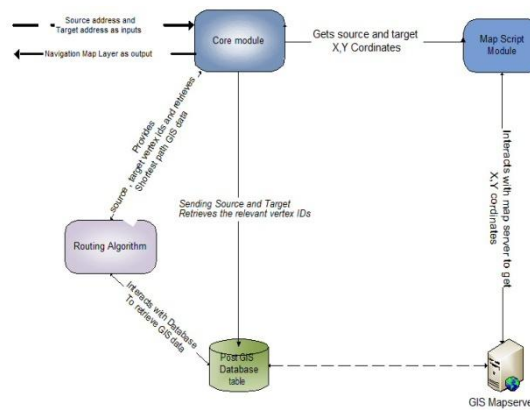 Source address and
Target address as inputs
Navigation Map Layer as output
Core module
Gets source and target
X,Y Cordinates
Map Script
Module
Provides
source , target vertex ids and retrieves
Shortest path GIS data
Sending Source and Target
Retrieves the relevant vertex IDs
Interacts with map server to get
X,Y coordinates
Routing Algorithm
Interacts with Database
To retrieve GIS data
Post GIS
Database
table
GIS Mapserve